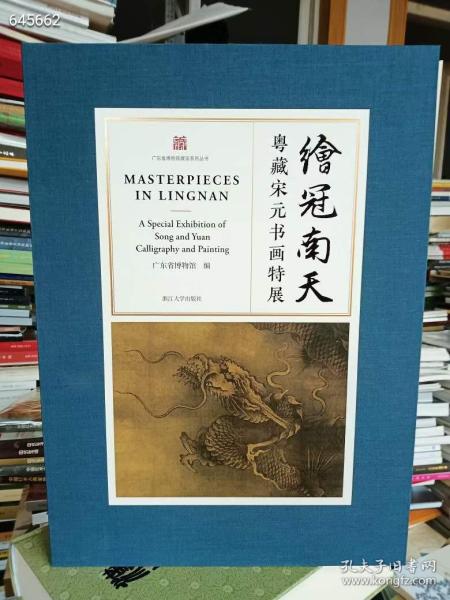 645662
广东省博物馆展览系列丛书
MASTERPIECES
IN LINGNAN
A Special Exhibition of
Song and Yuan
Calligraphy and Painting
广东省博物馆 编
浙江大学出版社
繪冠南天
粤藏宋元书画特展
孔夫子旧书网
www.kongfz.com